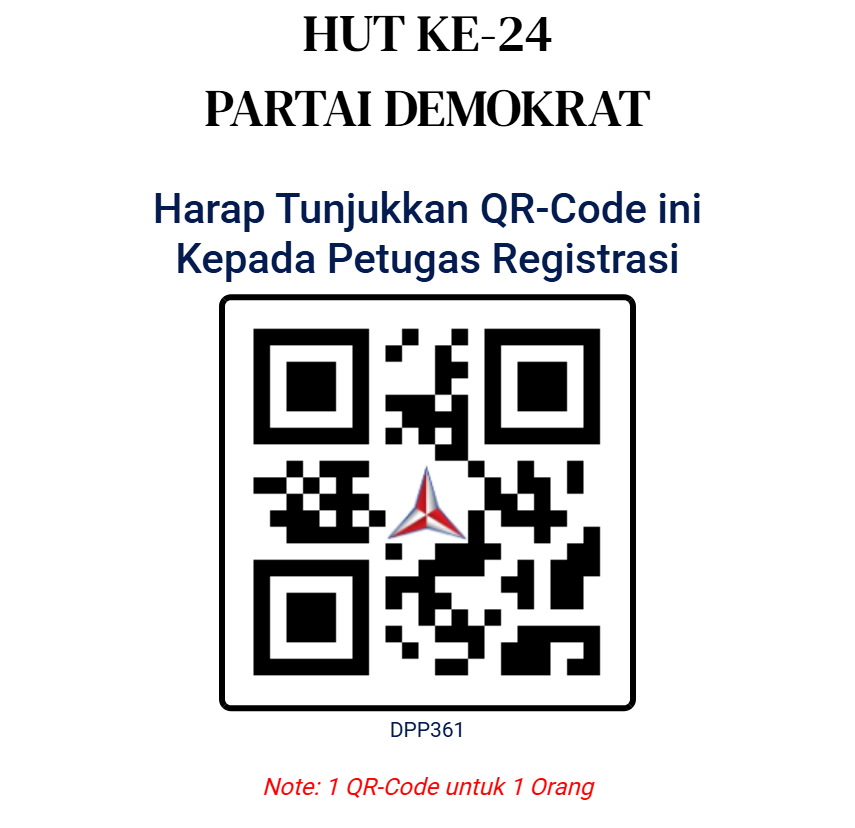 HUT KE-24
PARTAI DEMOKRAT
Harap Tunjukkan QR-Code ini
Kepada Petugas Registrasi
DPP361
Note: 1 QR-Code untuk 1 Orang